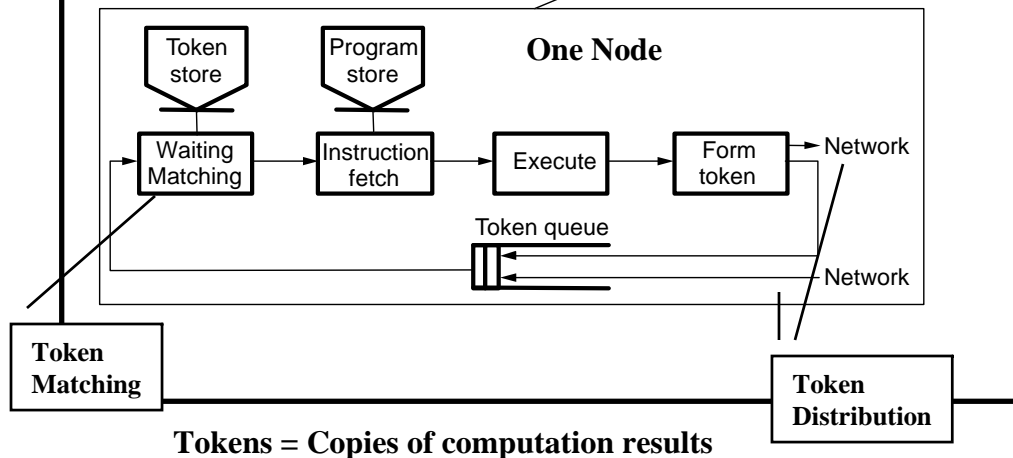 Token
store
Program
store
One Node
Waiting
Matching
Instruction
fetch
Execute
Form
token
Network
Token queue
Network
Token
Matching
Token
Distribution
Tokens = Copies of computation results